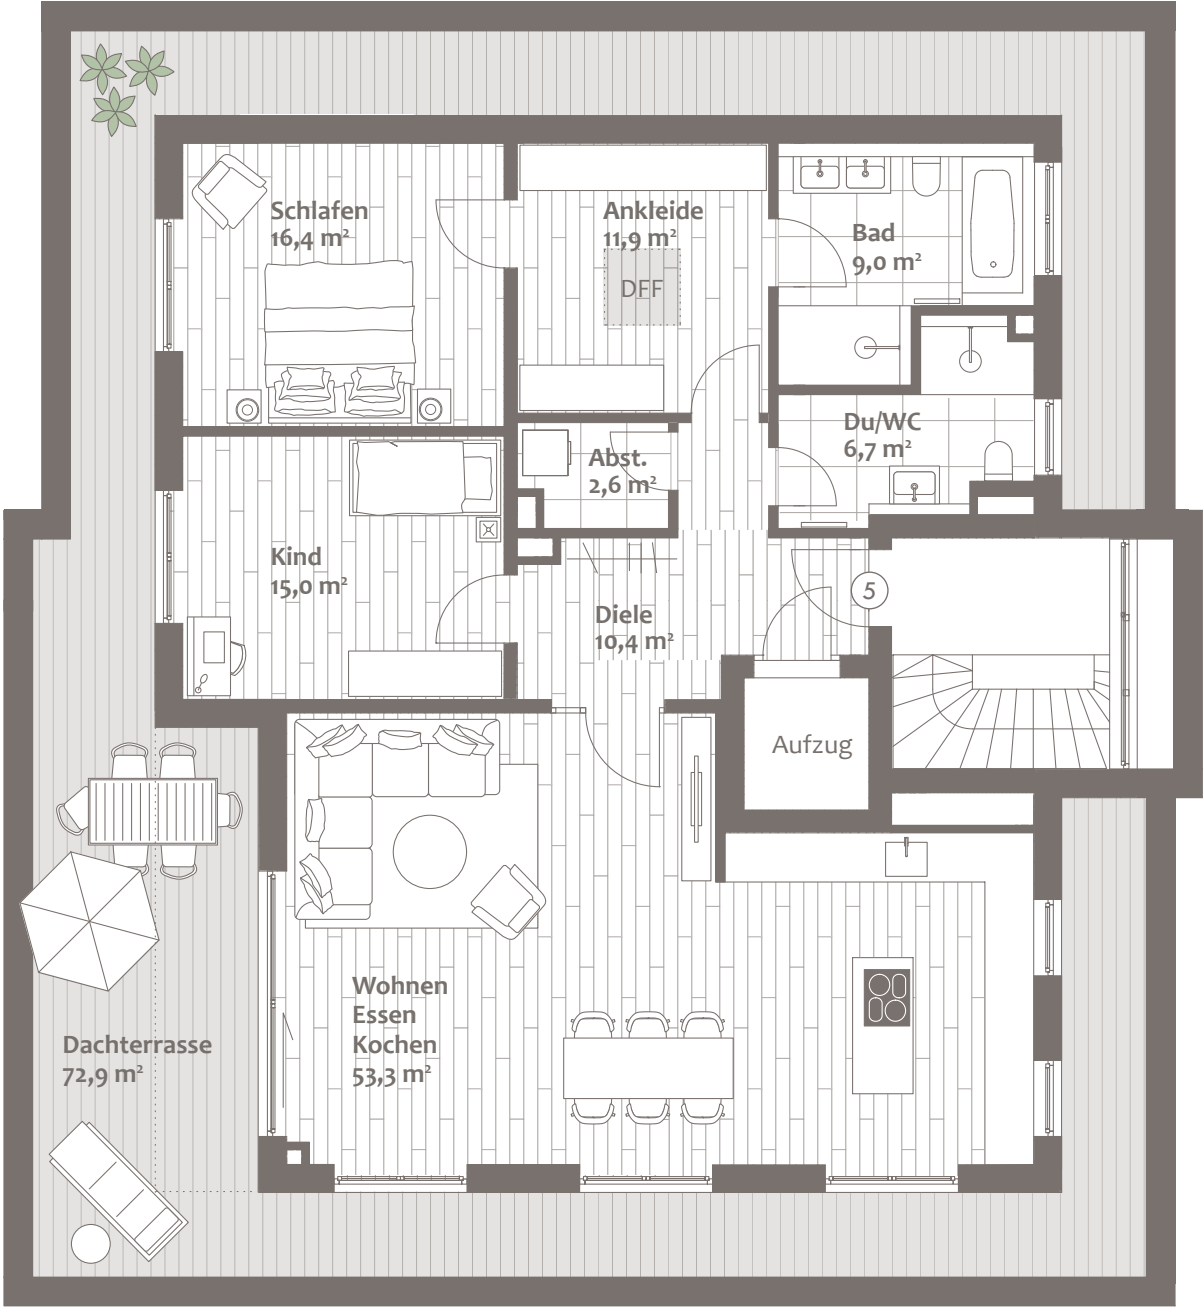 Schlafen
16,4 m²
Ankleide
11,9 m²
DFF
Bad
9,0 m²
Du/WC
6,7 m²
Abst.
2,6 m²
Kind
15,0 m²
Diele
10,4 m²
5
Aufzug
Wohnen
Essen
Kochen
53,3 m²
Dachterrasse
72,9 m²